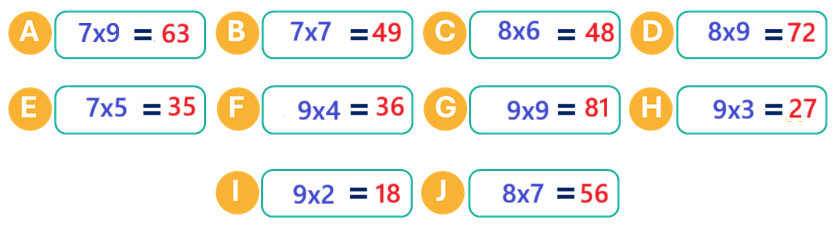 A 7x9 = 63 B 7x7 = 49 C 8x6 = 48 D 8x9 = 72
E 7x5 = 35 F 9x4 = 36 G 9x9 = 81 H 9x3 = 27
I 9x2 = 18 J 8x7 = 56